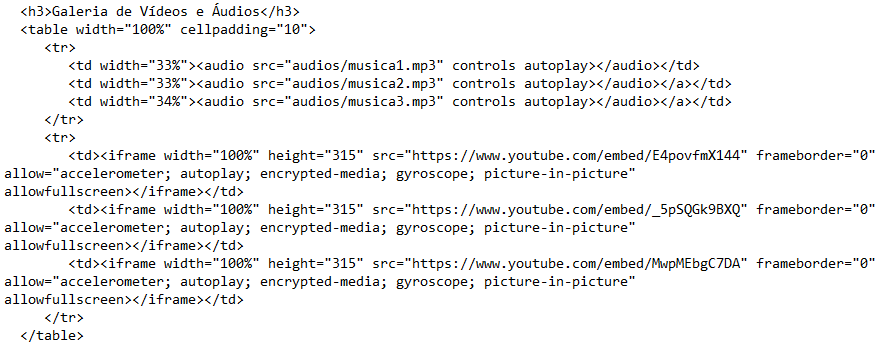 <h3>Galeria de Vídeos e Áudios</h3>
<table width="100%" cellpadding="10">
<tr>
<td width="33%"><audio src="audios/musica1.mp3" controls autoplay></audio></td>
<td width="33%"><audio src="audios/musica2.mp3" controls autoplay></audio></a></td>
<td width="34%"><audio src="audios/musica3.mp3" controls autoplay></audio></a></td>
</tr>
<tr>
<td><iframe width="100%" height="315" src="https://www.youtube.com/embed/E4povfmX144" frameborder="0"
allow="accelerometer; autoplay; encrypted-media; gyroscope; picture-in-picture"
allowfullscreen></iframe></td>
<td><iframe width="100%" height="315" src="https://www.youtube.com/embed/_5pSQGk9BXQ" frameborder="0"
allow="accelerometer; autoplay; encrypted-media; gyroscope; picture-in-picture"
allowfullscreen></iframe></td>
<td><iframe width="100%" height="315" src="https://www.youtube.com/embed/MwpMEbgC7DA" frameborder="0"
allow="accelerometer; autoplay; encrypted-media; gyroscope; picture-in-picture"
allowfullscreen></iframe></td>
</tr>
</table>